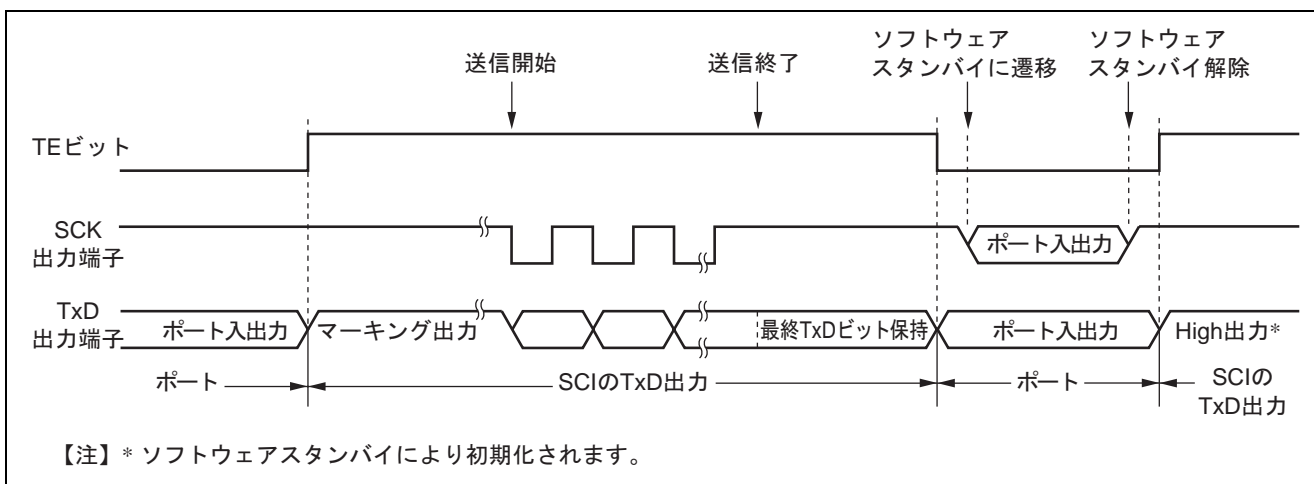 送信開始
送信終了
ソフトウェア
スタンバイに遷移
ソフトウェア
スタンバイ解除
TEビット
SCK
出力端子
ポート入出力
TxD
出力端子
ポート入出力
マーキング出力
最終TxDビット保持
ポート入出力
High出力*
ポート
SCIのTxD出力
ポート
SCIの
TxD出力
【注】* ソフトウェアスタンバイにより初期化されます。